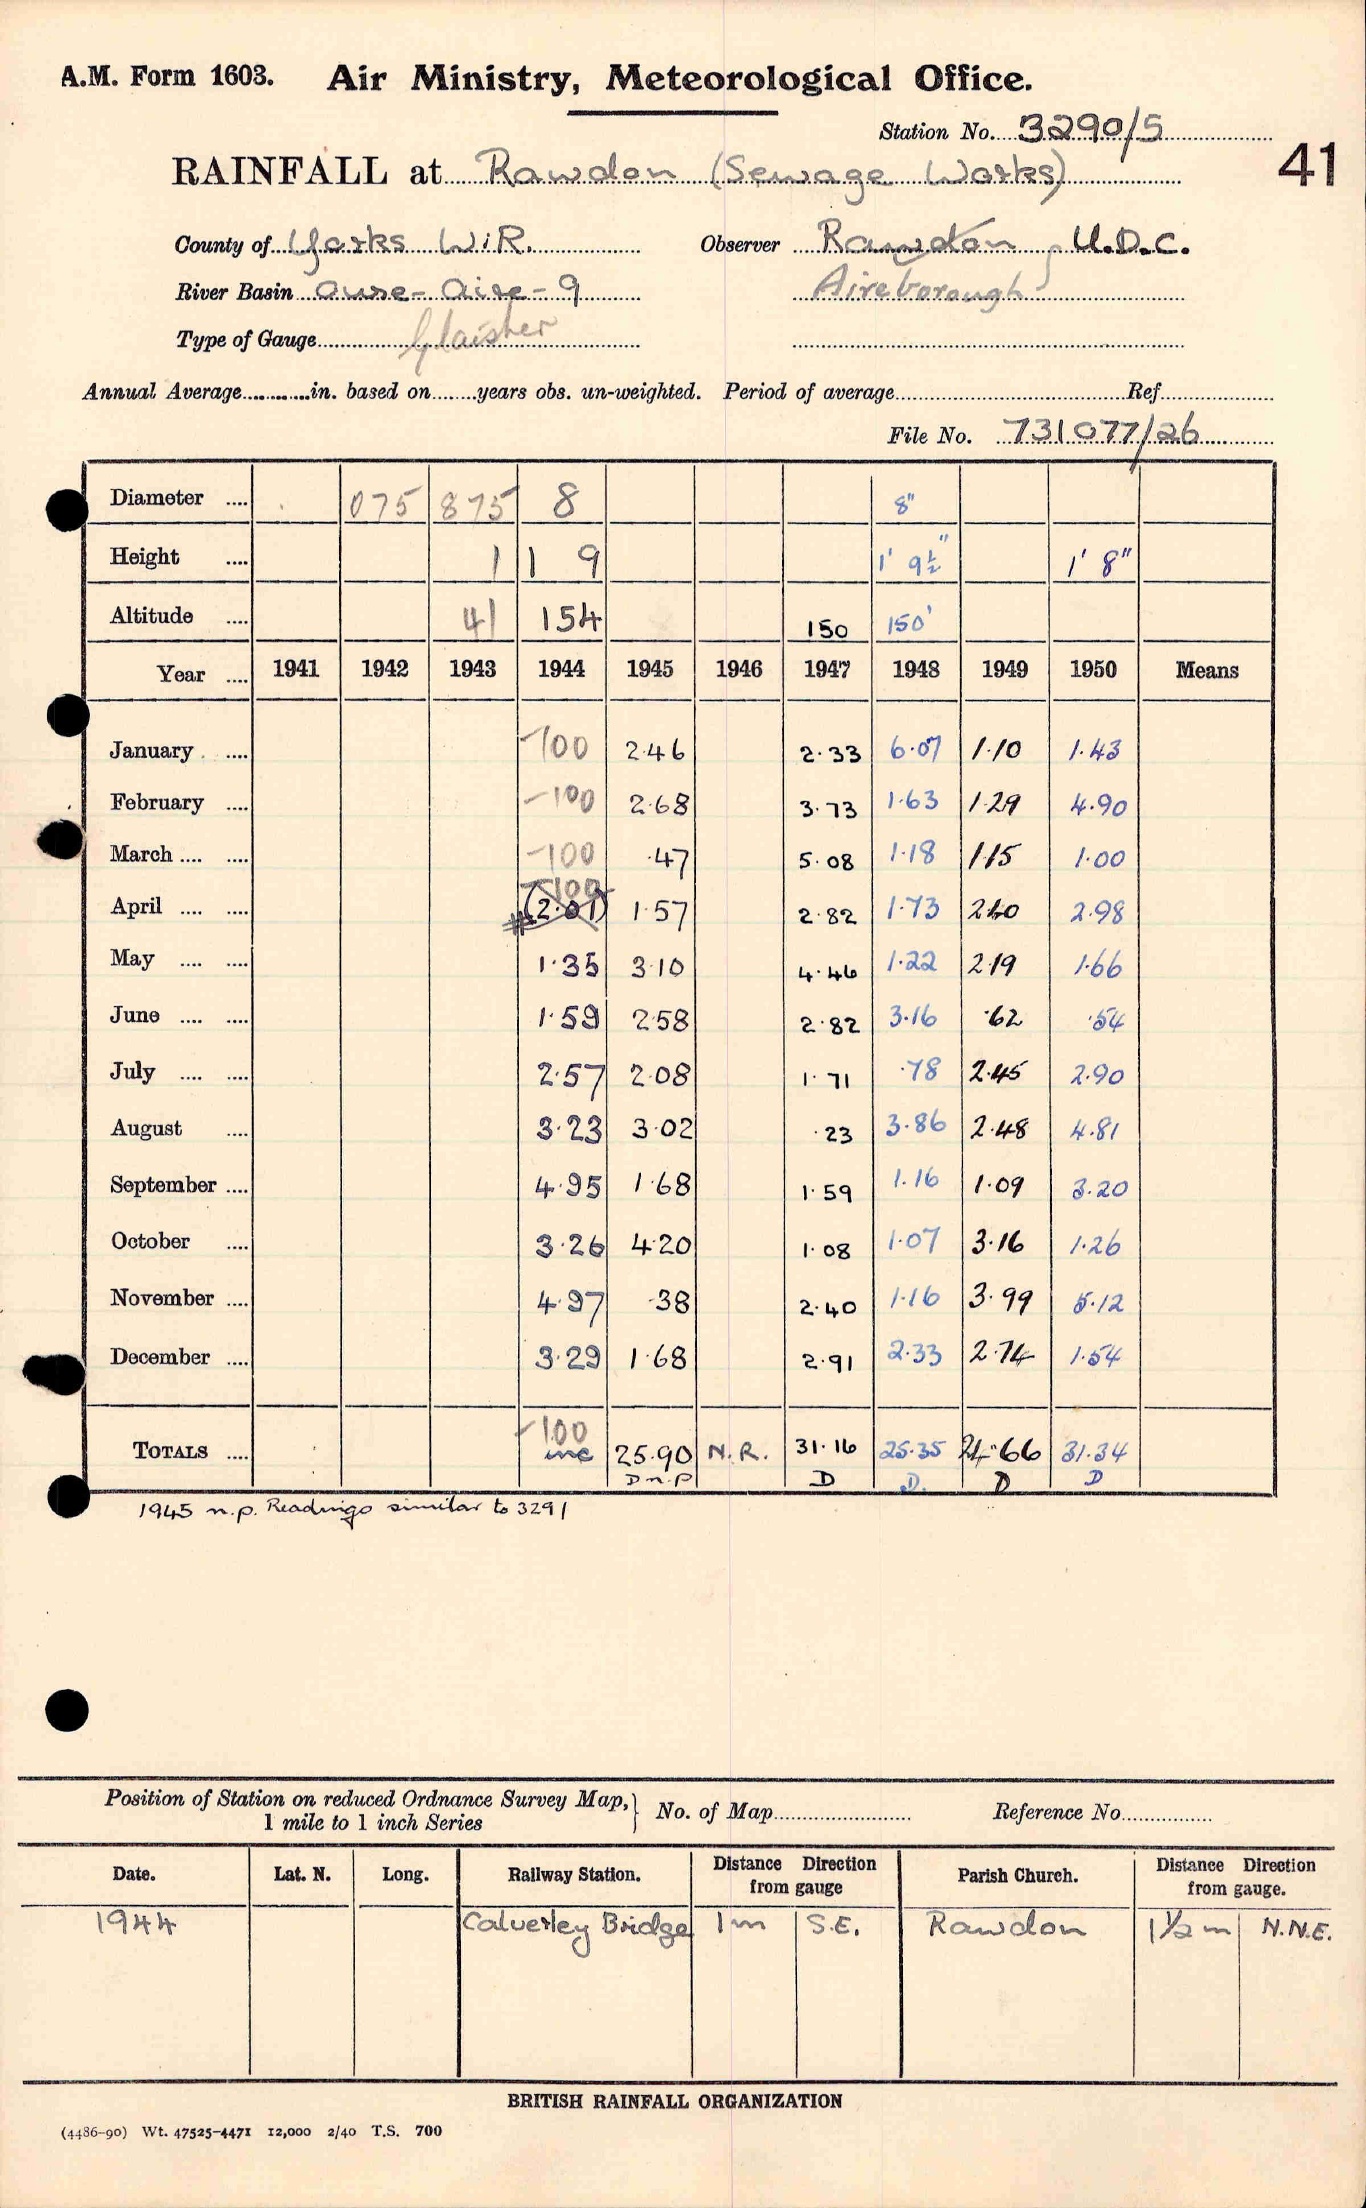 A.M. Form 1603. Air Ministry, Meteorological Office.
Station No. 3290/5
41
RAINFALL at Rawdon (Sewage Works)
County of Yorks W.R. Observer Rawdon U.D.C.
River Basin Ouse - Aire - 9 Aireborough
Type of Gauge Glaisher
Annual Average in. based on years obs. un-weighted. Period of average Ref
File No. 731077/26
Diameter 075 875 8 8"
Height 1 1 9 1' 9½" 1' 8"
Altitude 41 154 150 150'
Year 1941 1942 1943 1944 1945 1946 1947 1948 1949 1950 Means
January -100 2.46 2.33 6.07 1.10 1.43
February -100 2.68 3.73 1.63 1.29 4.90
March -100 .47 5.08 1.18 1.15 1.00
-100
April (2.01) 1.57 2.82 1.73 2.40 2.98
May 1.35 3.10 4.46 1.22 2.19 1.66
June 1.59 2.58 2.82 3.16 .62 .54
July 2.57 2.08 1.71 .78 2.45 2.90
August 3.23 3.02 .23 3.86 2.48 4.81
September 4.95 1.68 1.59 1.16 1.09 3.20
October 3.26 4.20 1.08 1.07 3.16 1.26
November 4.97 .38 2.40 1.16 3.99 5.12
December 3.29 1.68 2.91 2.33 2.74 1.54
-100
TOTALS inc 25.90 N.R. 31.16 25.35 24.66 31.34
D n.p D D. D D
1945 n.p. Readings similar to 3291
Position of Station on reduced Ordnance Survey Map,
1 mile to 1 inch Series
No. of Map Reference No.
Date. Lat. N. Long. Railway Station. Distance Direction from gauge Parish Church. Distance Direction from gauge.
1944 Calverley Bridge 1 m S.E. Rawdon 1½ m N.N.E.
BRITISH RAINFALL ORGANIZATION
(4486-90) Wt. 47525-4471 12,000 2/40 T.S. 700